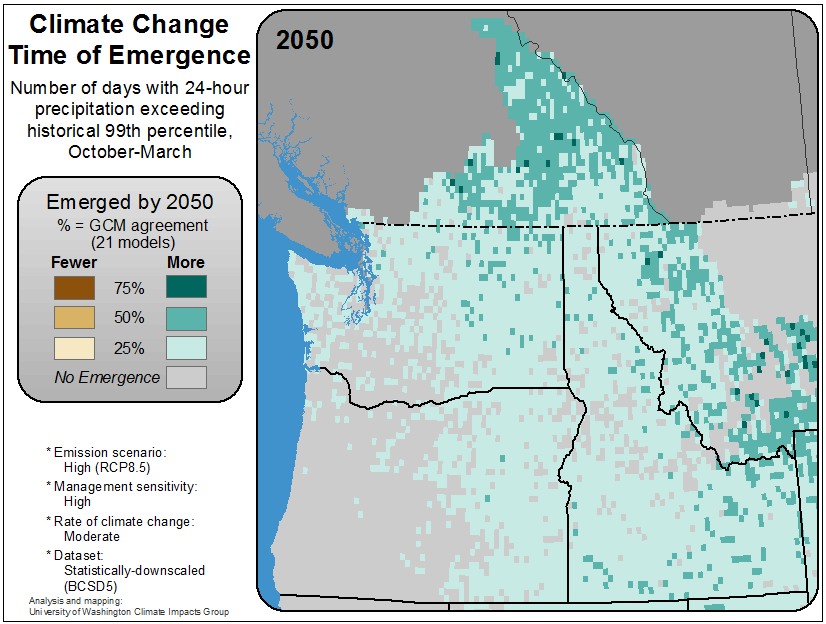 Climate Change
Time of Emergence
Number of days with 24-hour
precipitation exceeding
historical 99th percentile,
October-March
2050
Emerged by 2050
% = GCM agreement
(21 models)
Fewer More
75%
50%
25%
No Emergence
* Emission scenario:
High (RCP8.5)
* Management sensitivity:
High
* Rate of climate change:
Moderate
* Dataset:
Statistically-downscaled
(BCSD5)
Analysis and mapping:
University of Washington Climate Impacts Group